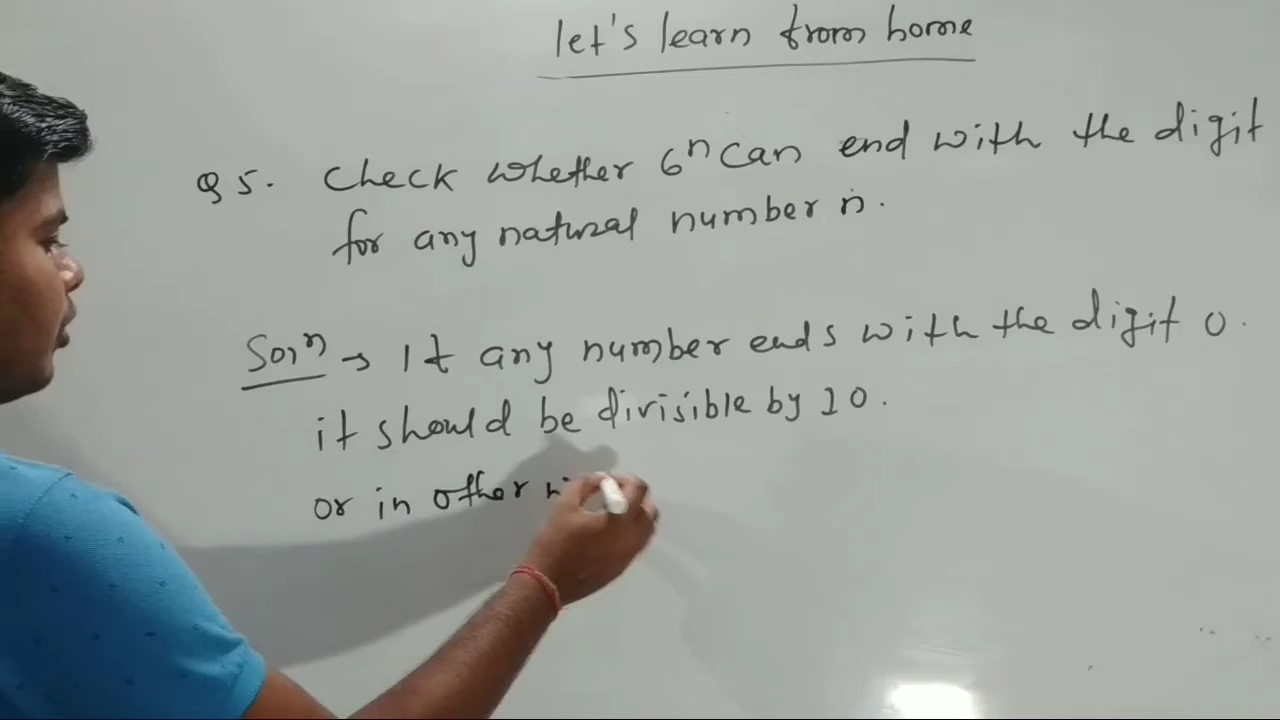 let's learn from home
Q 5. Check whether 6ⁿ can end with the digit
for any natural number n.
Solⁿ → If any number ends with the digit 0.
it should be divisible by 10.
or in other